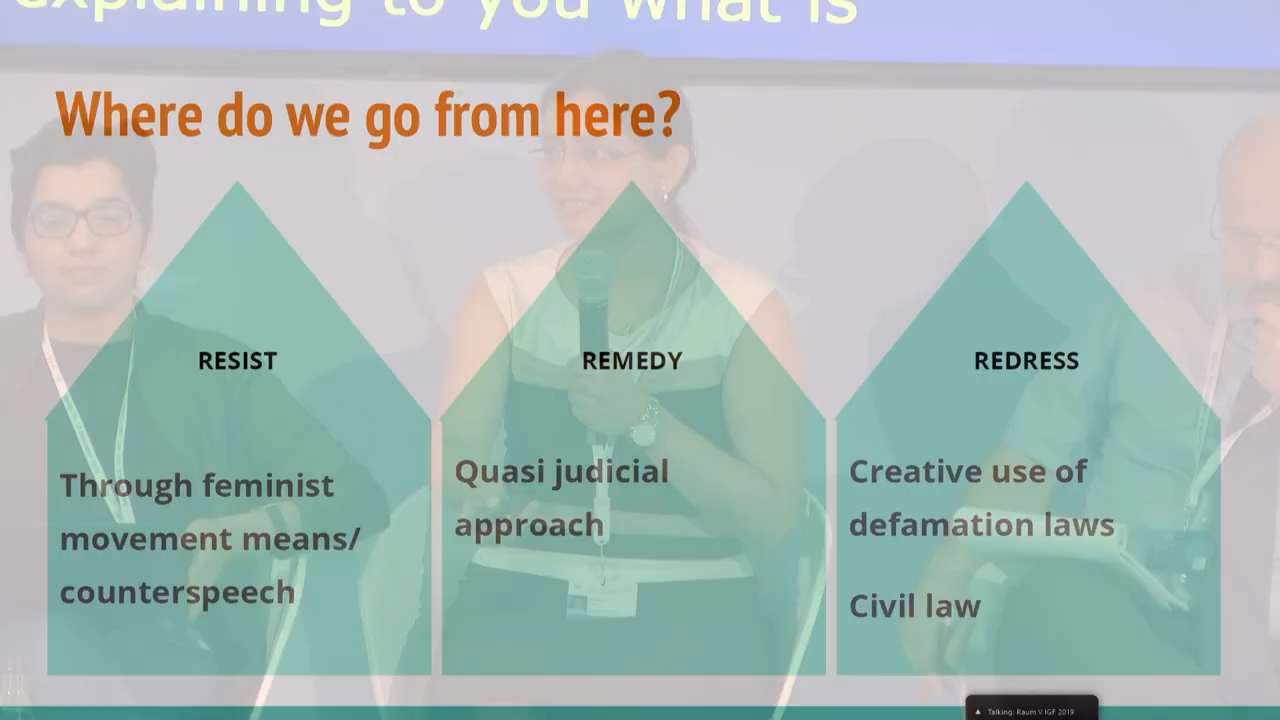 explaining to you what is
Where do we go from here?
RESIST
Through feminist
movement means/
counterspeech
REMEDY
Quasi judicial
approach
REDRESS
Creative use of
defamation laws
Civil law
Talking: Raum V IGF 2019